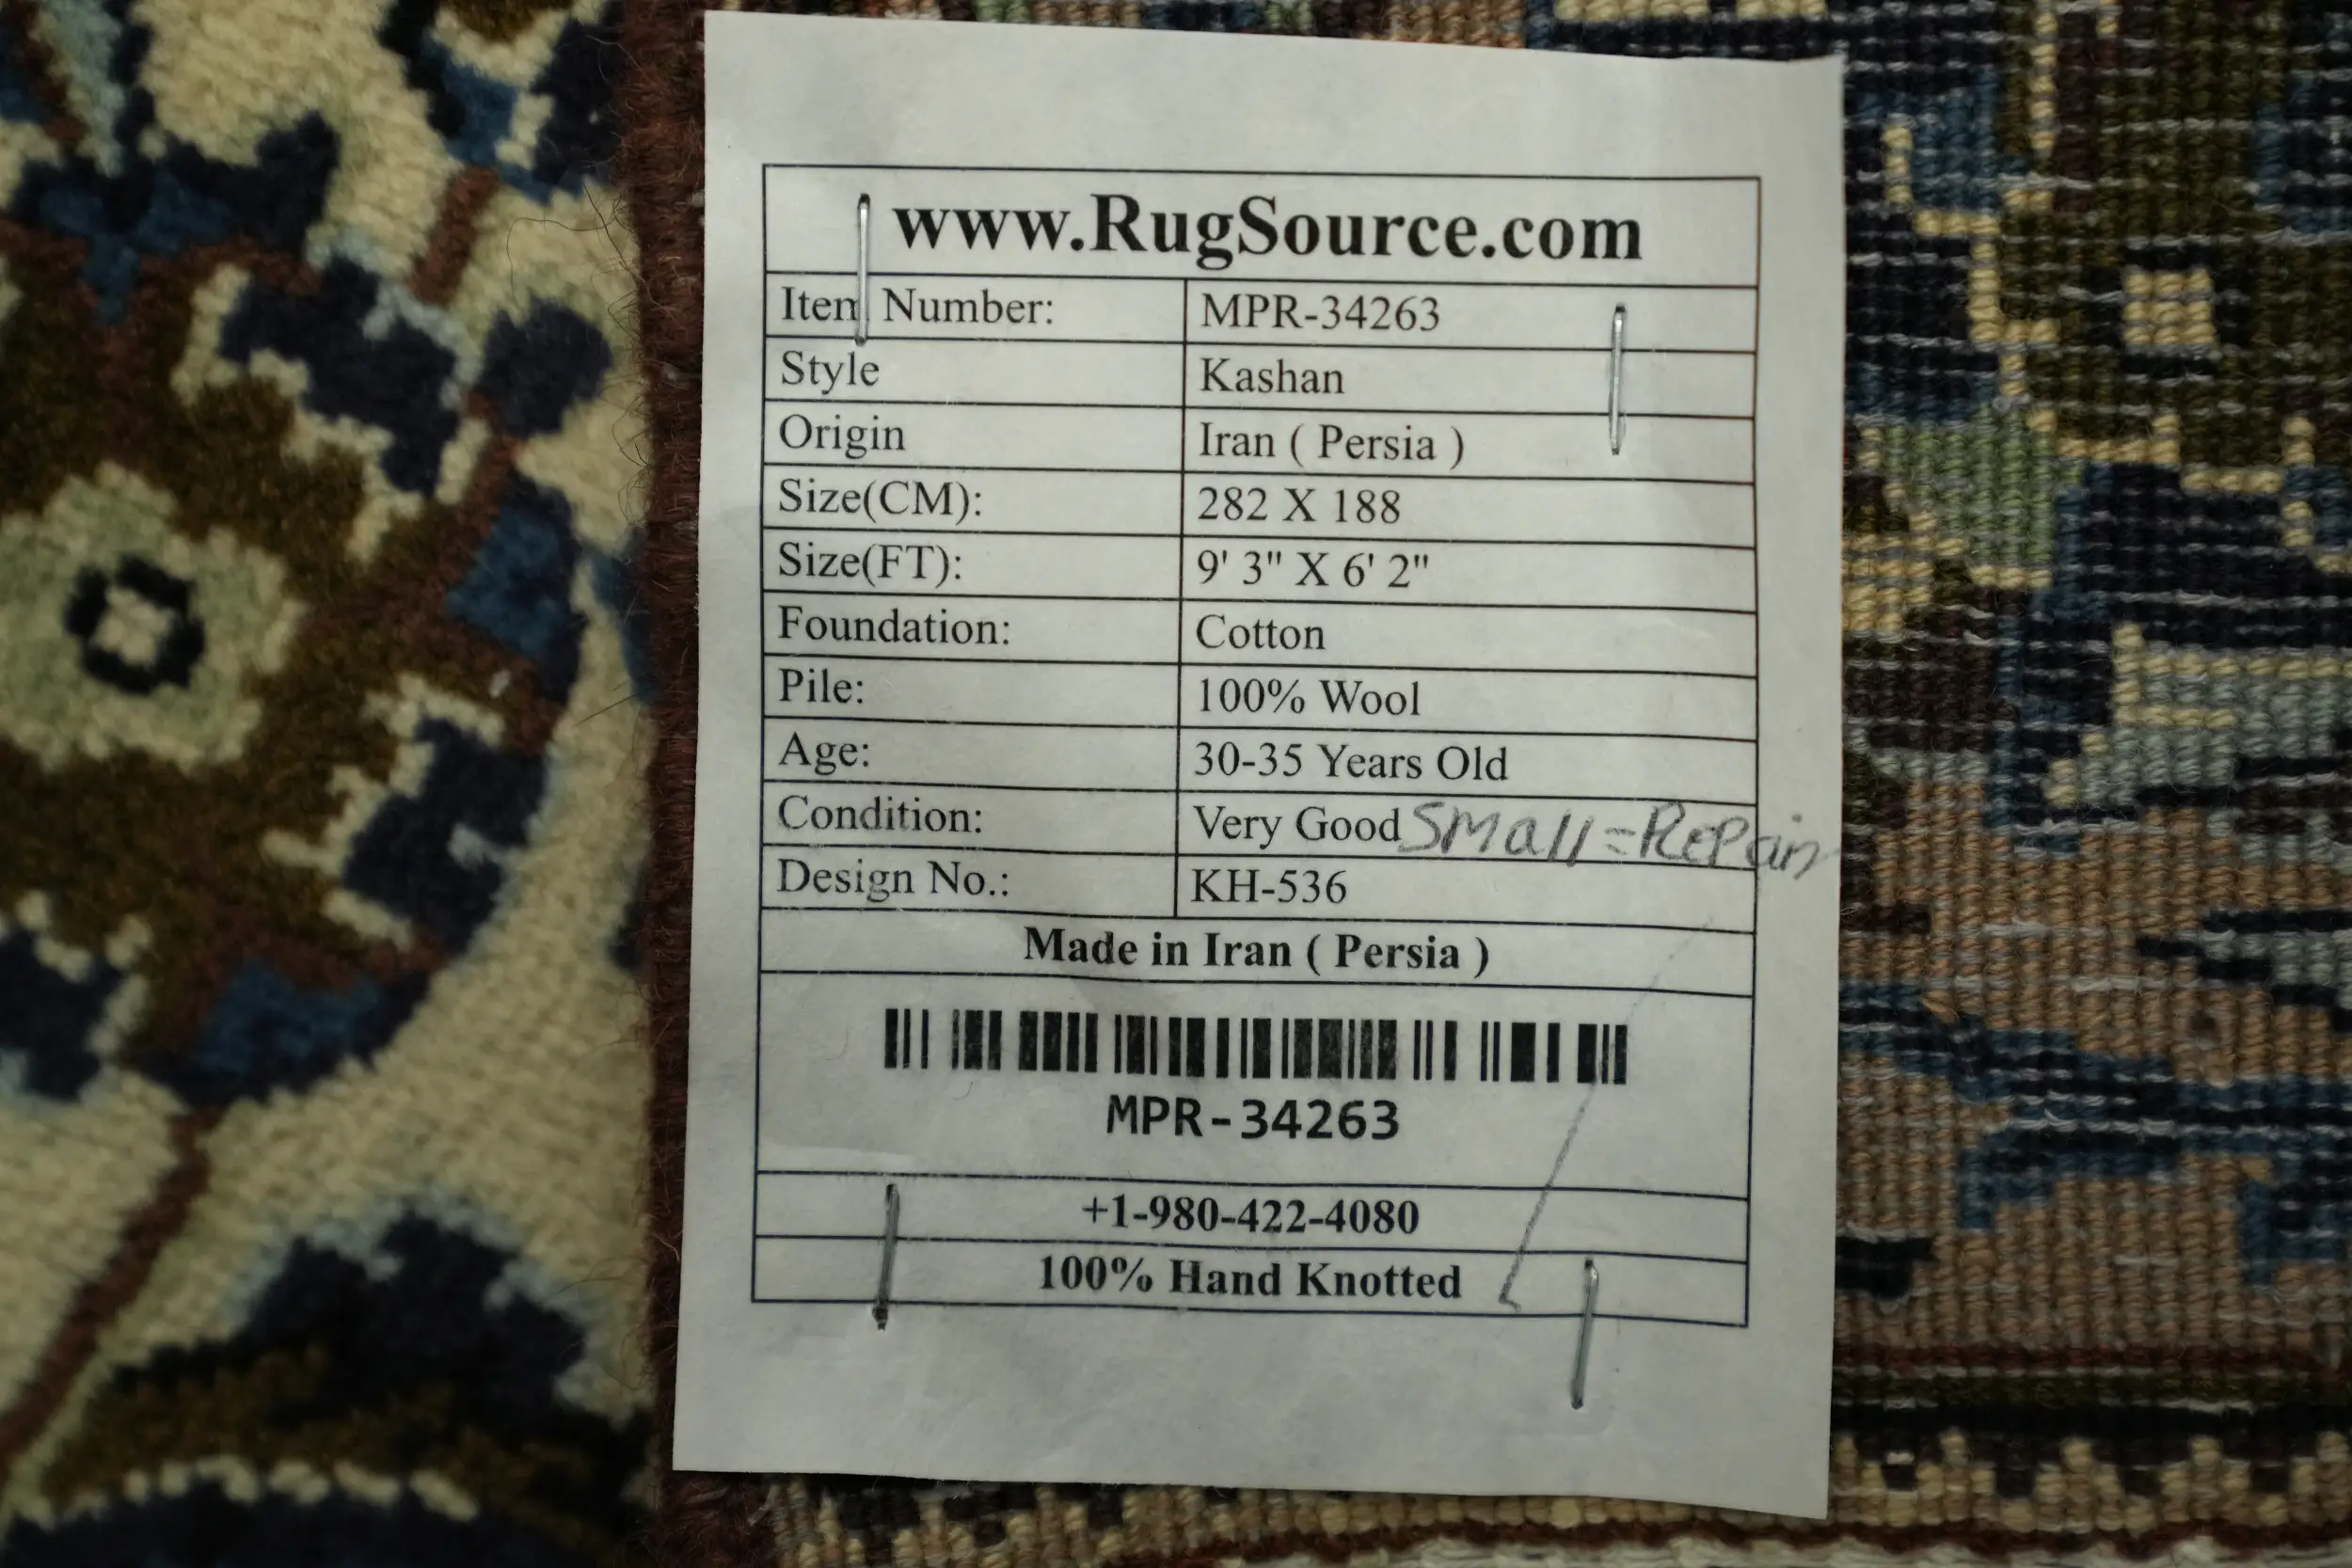 www.RugSource.com
Item Number: MPR-34263
Style Kashan
Origin Iran ( Persia )
Size(CM): 282 X 188
Size(FT): 9' 3" X 6' 2"
Foundation: Cotton
Pile: 100% Wool
Age: 30-35 Years Old
Condition: Very Good Small=Repair
Design No.: KH-536
Made in Iran ( Persia )
MPR-34263
+1-980-422-4080
100% Hand Knotted